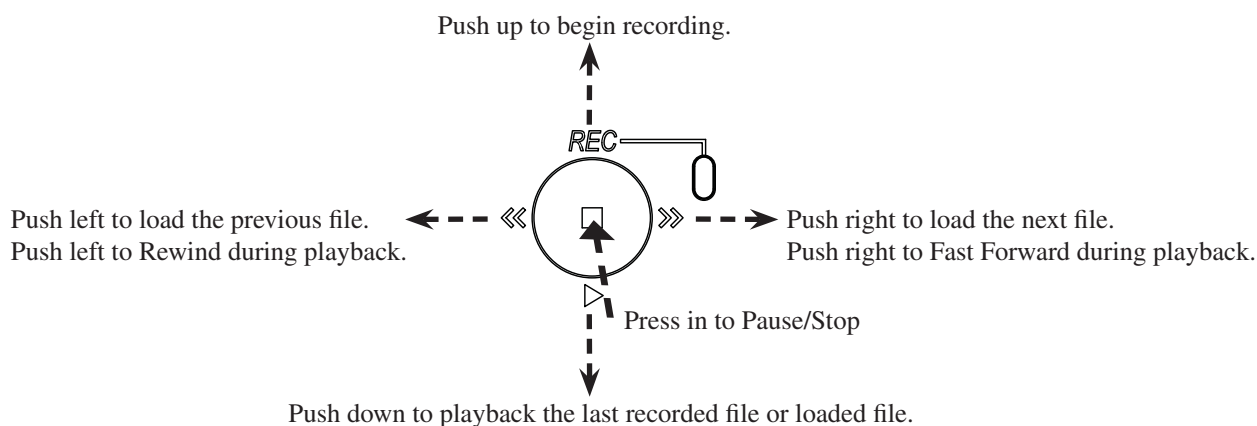 Push up to begin recording.
REC
Push left to load the previous file.
Push left to Rewind during playback.
Push right to load the next file.
Push right to Fast Forward during playback.
Press in to Pause/Stop
Push down to playback the last recorded file or loaded file.